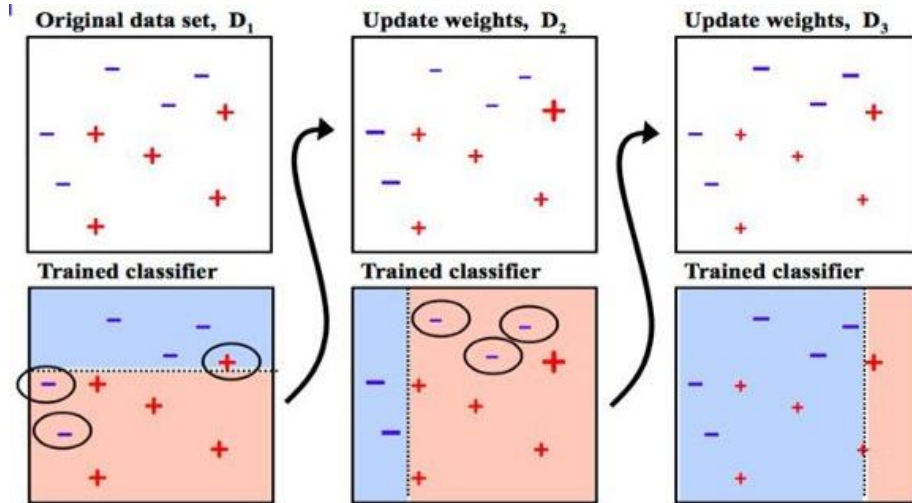 Original data set, D1
Update weights, D2
Update weights, D3
Trained classifier
Trained classifier
Trained classifier